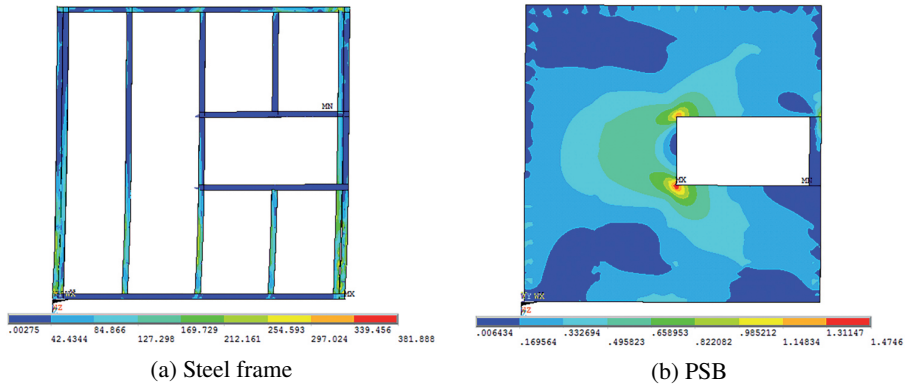 MN
MX
MX
MN
Y WX
MX
Z
WX
Z
.00275 84.866 169.729 254.593 339.456
42.4344 127.298 212.161 297.024 381.888
.006434 .332694 .658953 .985212 1.31147
.169564 .495823 .822082 1.14834 1.4746
(a) Steel frame
(b) PSB